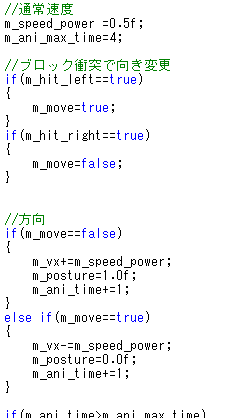 //通常速度
m_speed_power =0.5f;
m_ani_max_time=4;
//ブロック衝突で向き変更
if(m_hit_left==true)
{
m_move=true;
}
if(m_hit_right==true)
{
m_move=false;
}
//方向
if(m_move==false)
{
m_vx+=m_speed_power;
m_posture=1.0f;
m_ani_time+=1;
}
else if(m_move==true)
{
m_vx-=m_speed_power;
m_posture=0.0f;
m_ani_time+=1;
}
if(m_ani_time>m_ani_max_time)